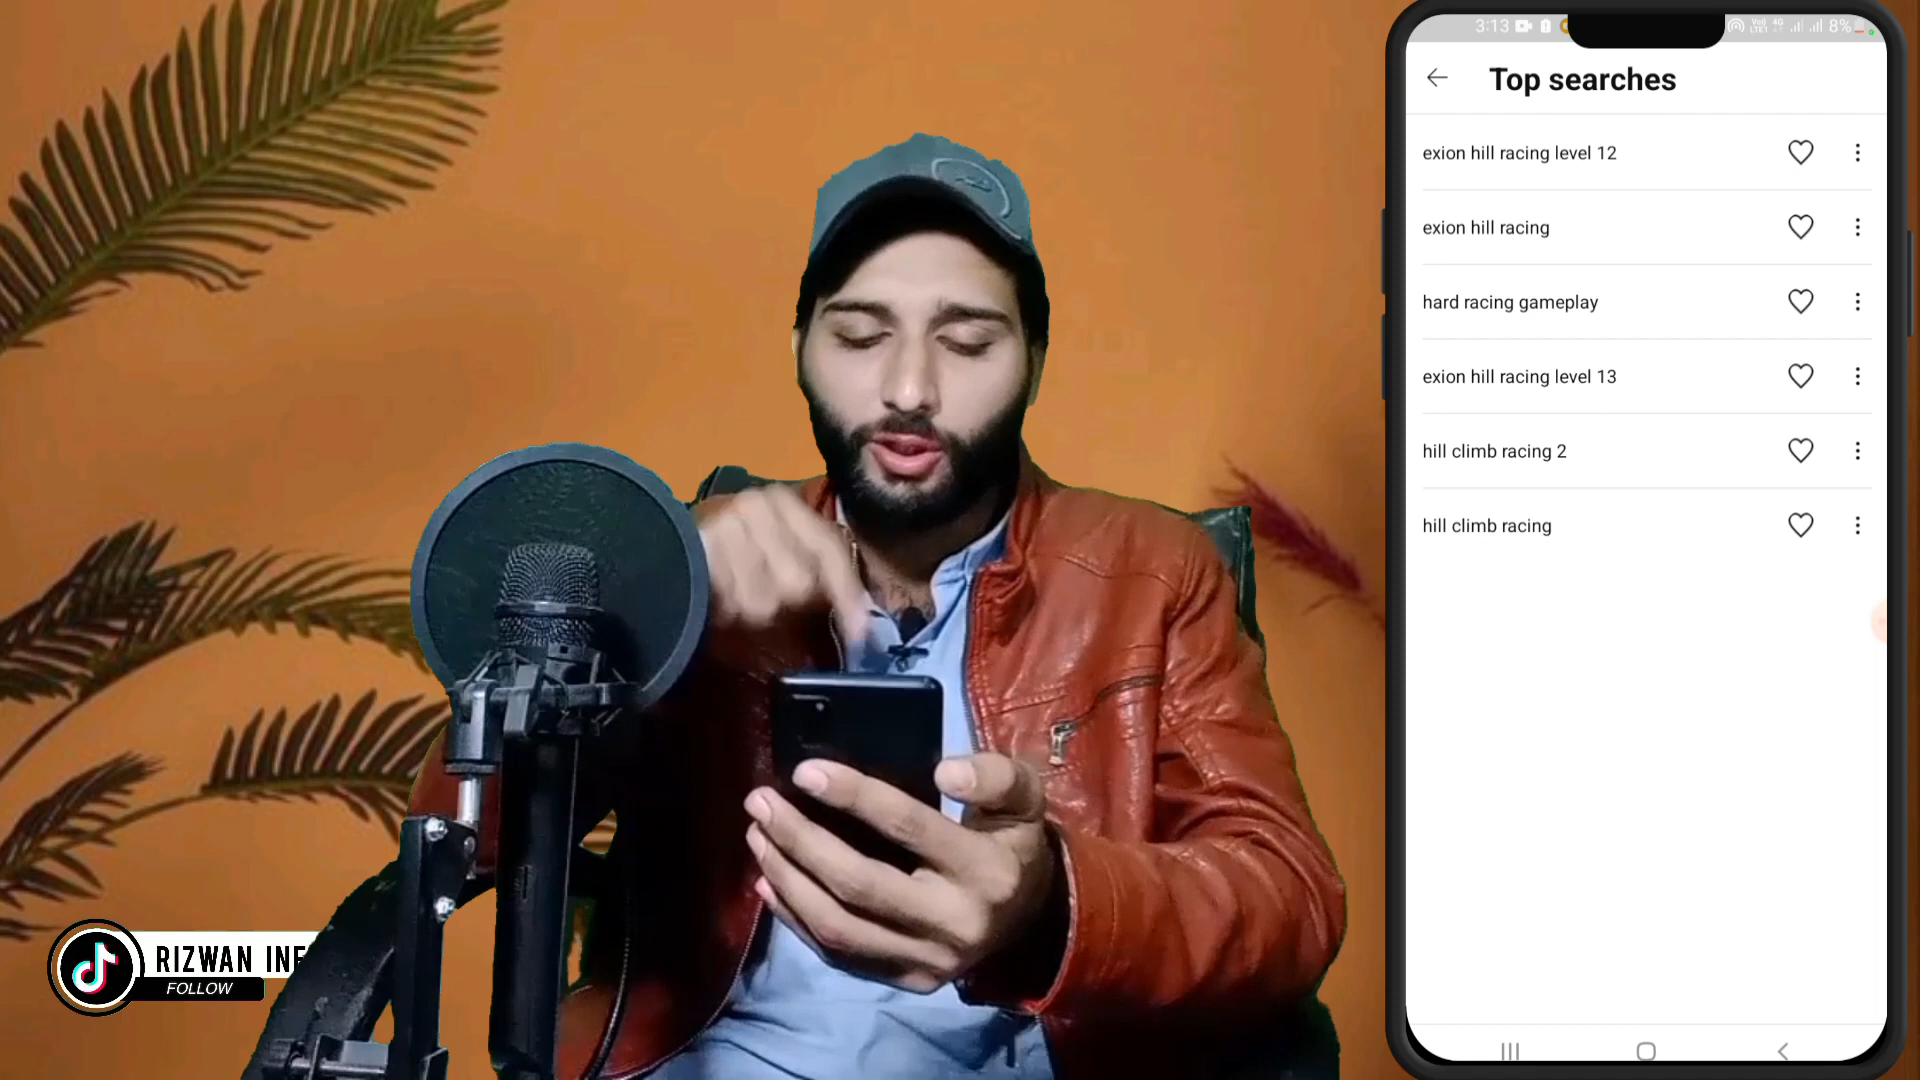 3:13
8%
Top searches
exion hill racing level 12
exion hill racing
hard racing gameplay
exion hill racing level 13
hill climb racing 2
hill climb racing
RIZWAN INF
FOLLOW